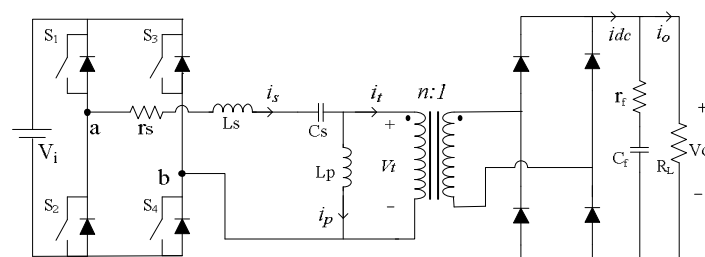 S1
S3
idc
io
is
it
n:1
a
rs
Ls
Cs
+
rf
+
Vi
b
Lp
Vt
Cf
RL
Vo
S2
S4
ip
−
−